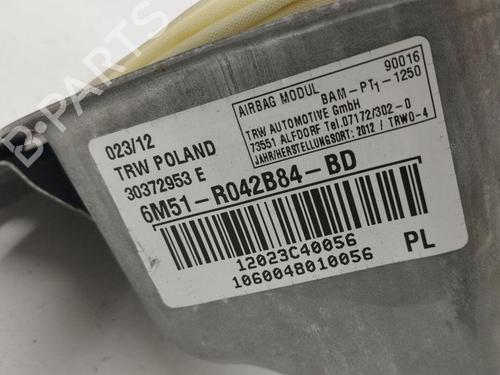 023/12
TRW POLAND
30372953 E
6M51-R042B84-BD
12023C40056
1060048010056
PL
AIRBAG MODUL 90016
BAM-PT1-1250
TRW AUTOMOTIVE GmbH
73551 ALFDORF Tel.07172/302-0
JAHR/HERSTELLUNGSORT: 2012 / TRWO-4
B-PARTS